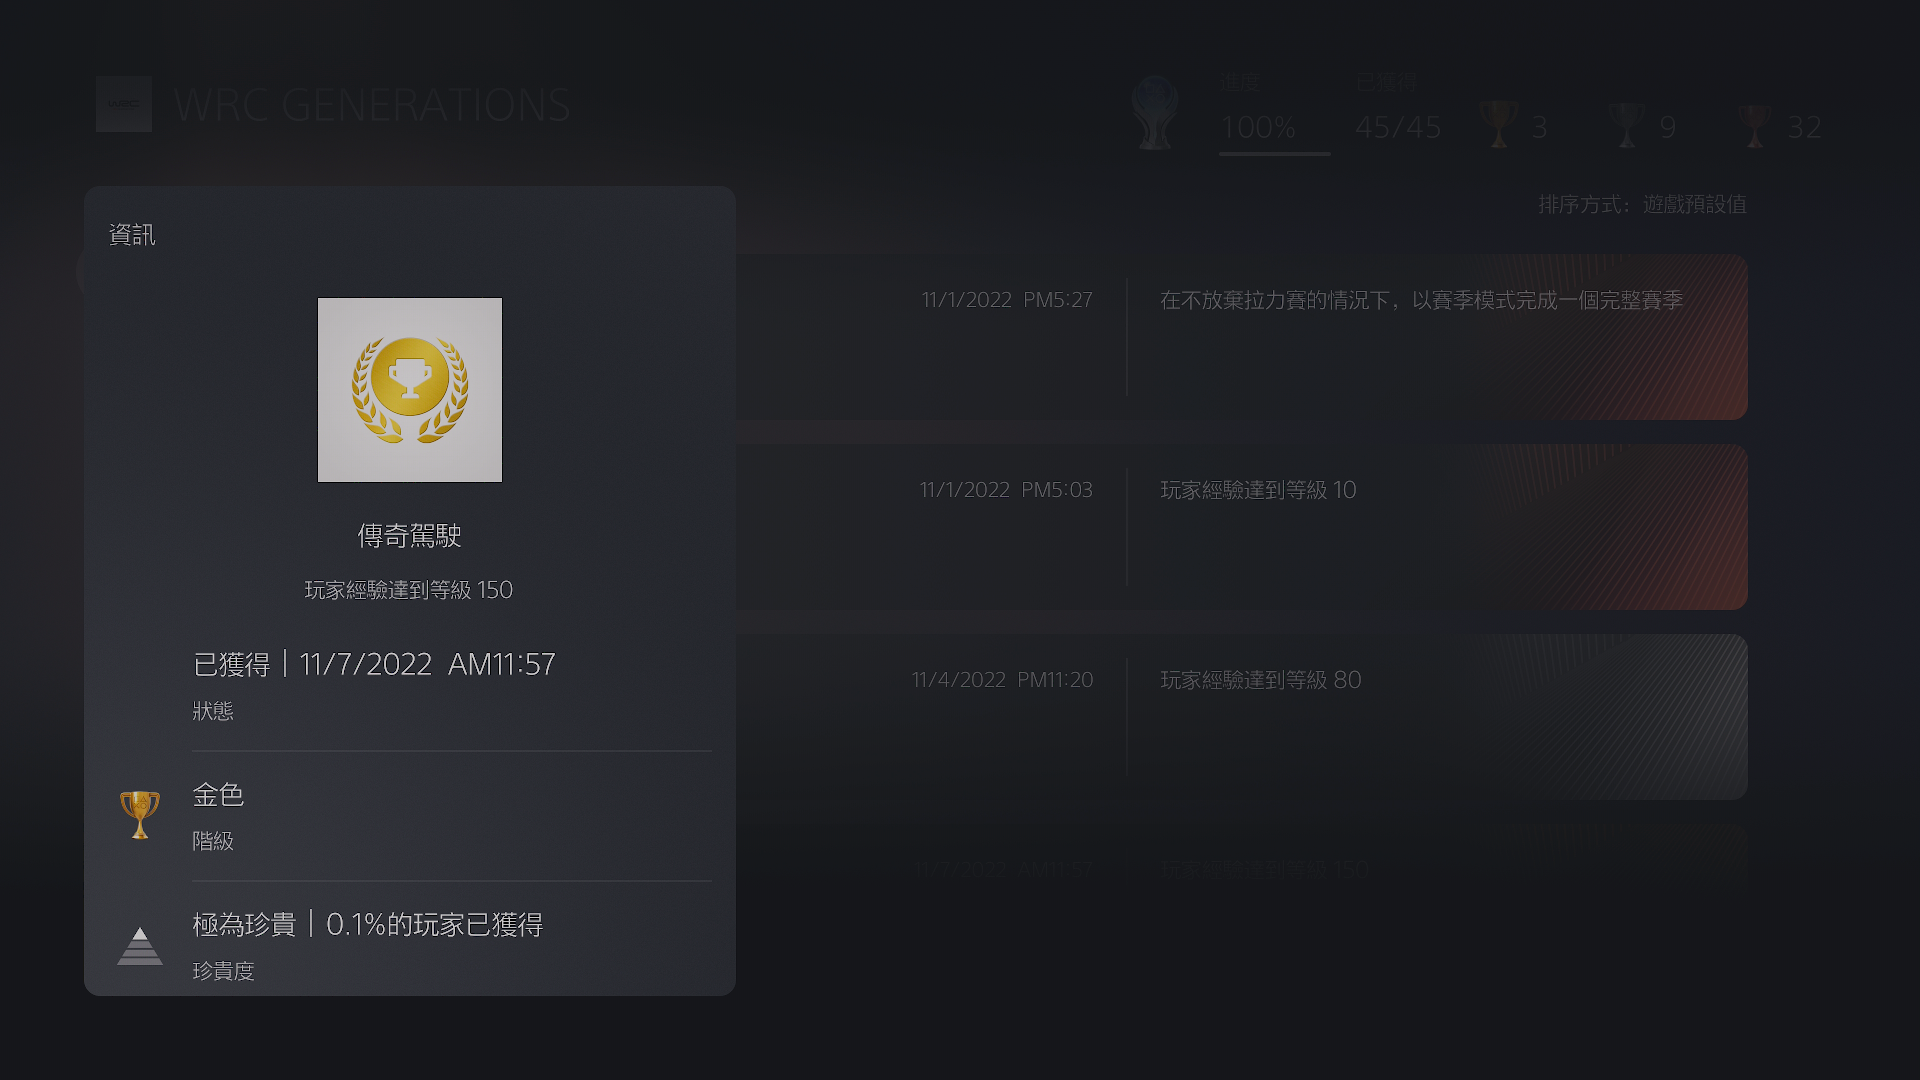 WRC GENERATIONS
進度
100%
已獲得
45/45
3
9
32
排序方式：遊戲預設值
資訊
傳奇駕駛
玩家經驗達到等級 150
已獲得｜11/7/2022 AM11:57
狀態
金色
階級
極為珍貴｜0.1%的玩家已獲得
珍貴度
11/1/2022 PM5:27
在不放棄拉力賽的情況下，以賽季模式完成一個完整賽季
11/1/2022 PM5:03
玩家經驗達到等級 10
11/4/2022 PM11:20
玩家經驗達到等級 80
11/7/2022 AM11:57
玩家經驗達到等級 150